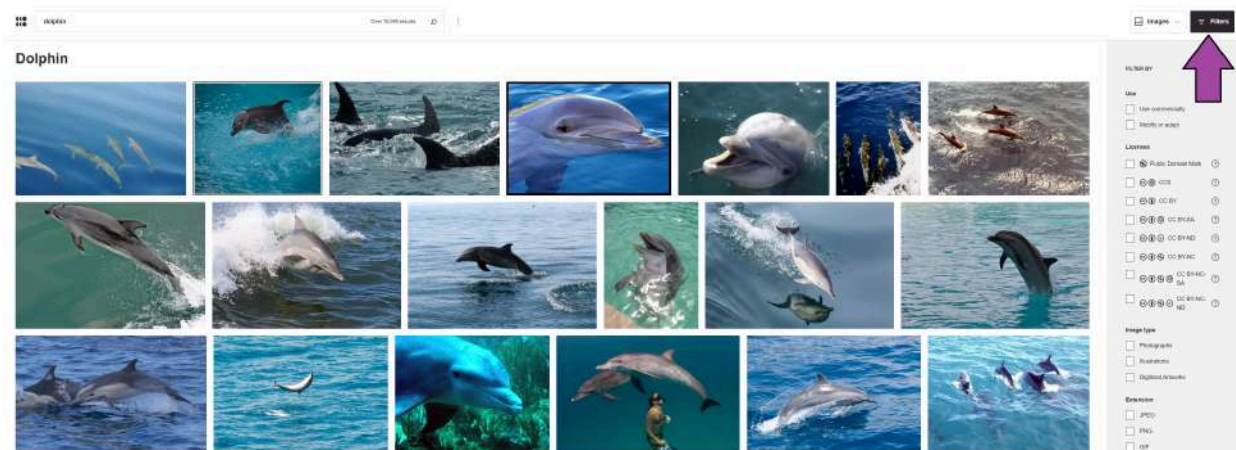 dolphin
Over 10,000 results
Images
Filters
Dolphin
FILTER BY
Use
Use commercially
Modify or adapt
Licenses
Public Domain Mark
CC0
CC BY
CC BY-SA
CC BY-ND
CC BY-NC
CC BY-NC-
SA
CC BY-NC-
ND
Image type
Photographs
Illustrations
Digitized Artworks
Extension
JPEG
PNG
GIF